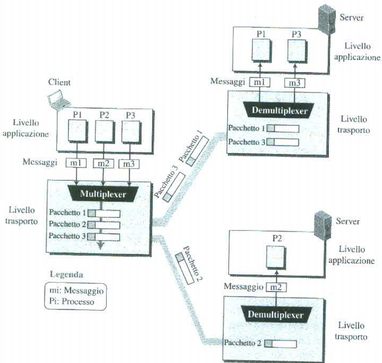 Server
P1 P3
Livello
applicazione
Messaggi m1 m3
Demultiplexer
Pacchetto 1
Pacchetto 3
Livello
trasporto
Client
Livello
applicazione
P1 P2 P3
Messaggi m1 m2 m3
Multiplexer
Livello
trasporto
Pacchetto 1
Pacchetto 2
Pacchetto 3
Pacchetto 3
Pacchetto 1
Pacchetto 2
Server
P2
Livello
applicazione
Messaggio m2
Demultiplexer
Livello
trasporto
Pacchetto 2
Legenda
mi: Messaggio
Pi: Processo